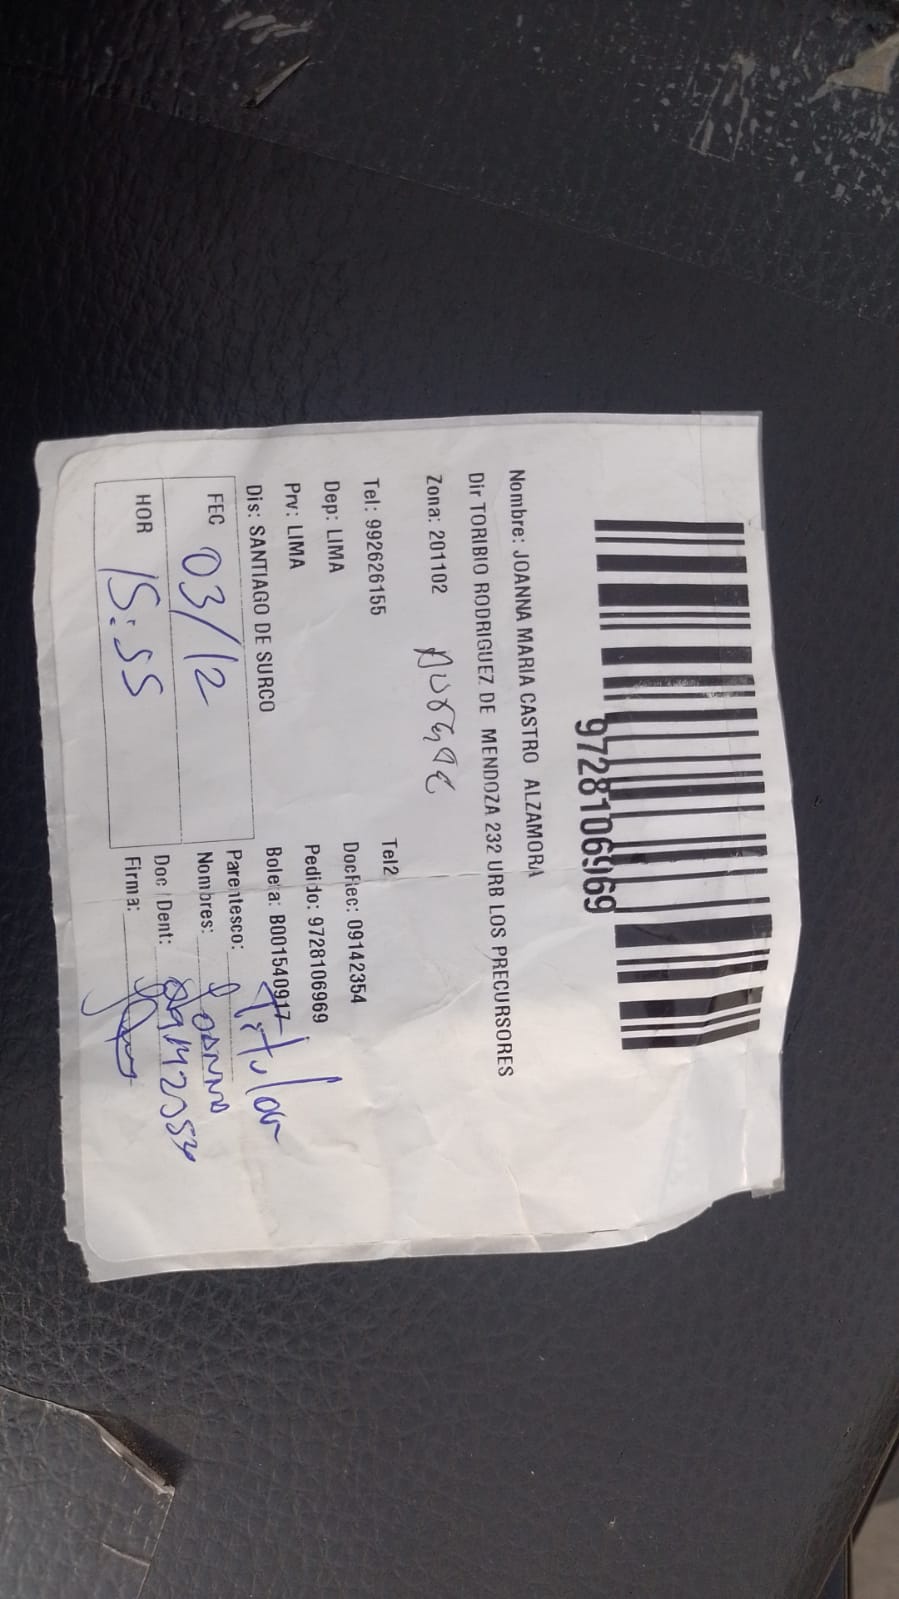 9728106969
Nombre: JOANNA MARIA CASTRO ALZAMORA
Dir TORIBIO RODRIGUEZ DE MENDOZA 232 URB LOS PRECURSORES
Zona: 201102
Tel: 992626155 Tel2
Dep: LIMA DocRec: 09142354
Prv: LIMA Pedido: 9728106969
Dis: SANTIAGO DE SURCO Boleta: B001540917
FEC 03/12 Parentesco: Titular
HOR 15:55 Nombres: Joanna
Doc Dent: 09142354
Firma: